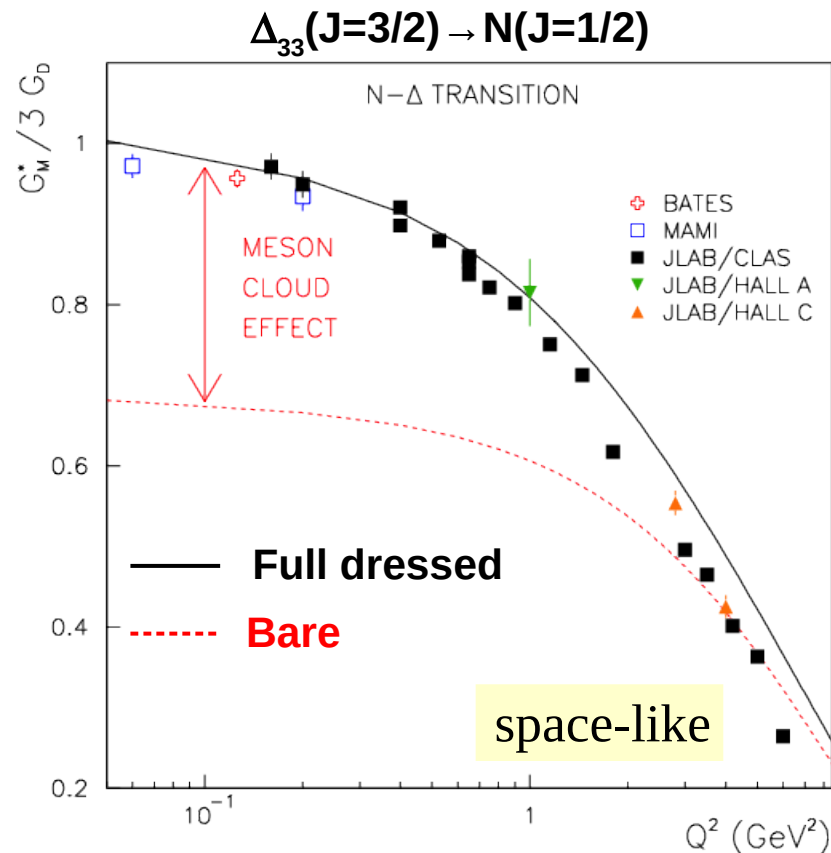 Δ₃₃(J=3/2)→N(J=1/2)
N−Δ TRANSITION
G*M / 3 GD
1
0.8
0.6
0.4
0.2
BATES
MAMI
JLAB/CLAS
JLAB/HALL A
JLAB/HALL C
MESON
CLOUD
EFFECT
Full dressed
Bare
space-like
10⁻¹
1
Q² (GeV²)